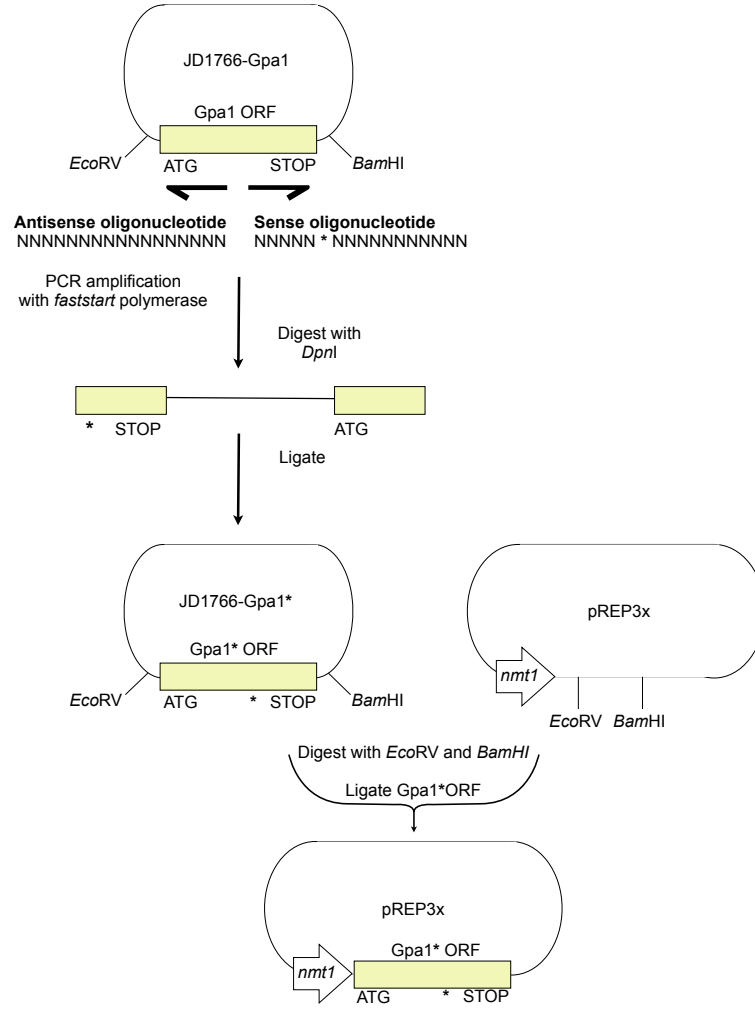 JD1766-Gpa1
Gpa1 ORF
EcoRV
ATG
STOP
BamHI
Antisense oligonucleotide
NNNNNNNNNNNNNNNNN
Sense oligonucleotide
NNNNN * NNNNNNNNNNN
PCR amplification
with faststart polymerase
Digest with
DpnI
* STOP
ATG
Ligate
JD1766-Gpa1*
Gpa1* ORF
EcoRV
ATG
* STOP
BamHI
pREP3x
nmt1
EcoRV
BamHI
Digest with EcoRV and BamHI
Ligate Gpa1*ORF
pREP3x
Gpa1* ORF
nmt1
ATG
* STOP